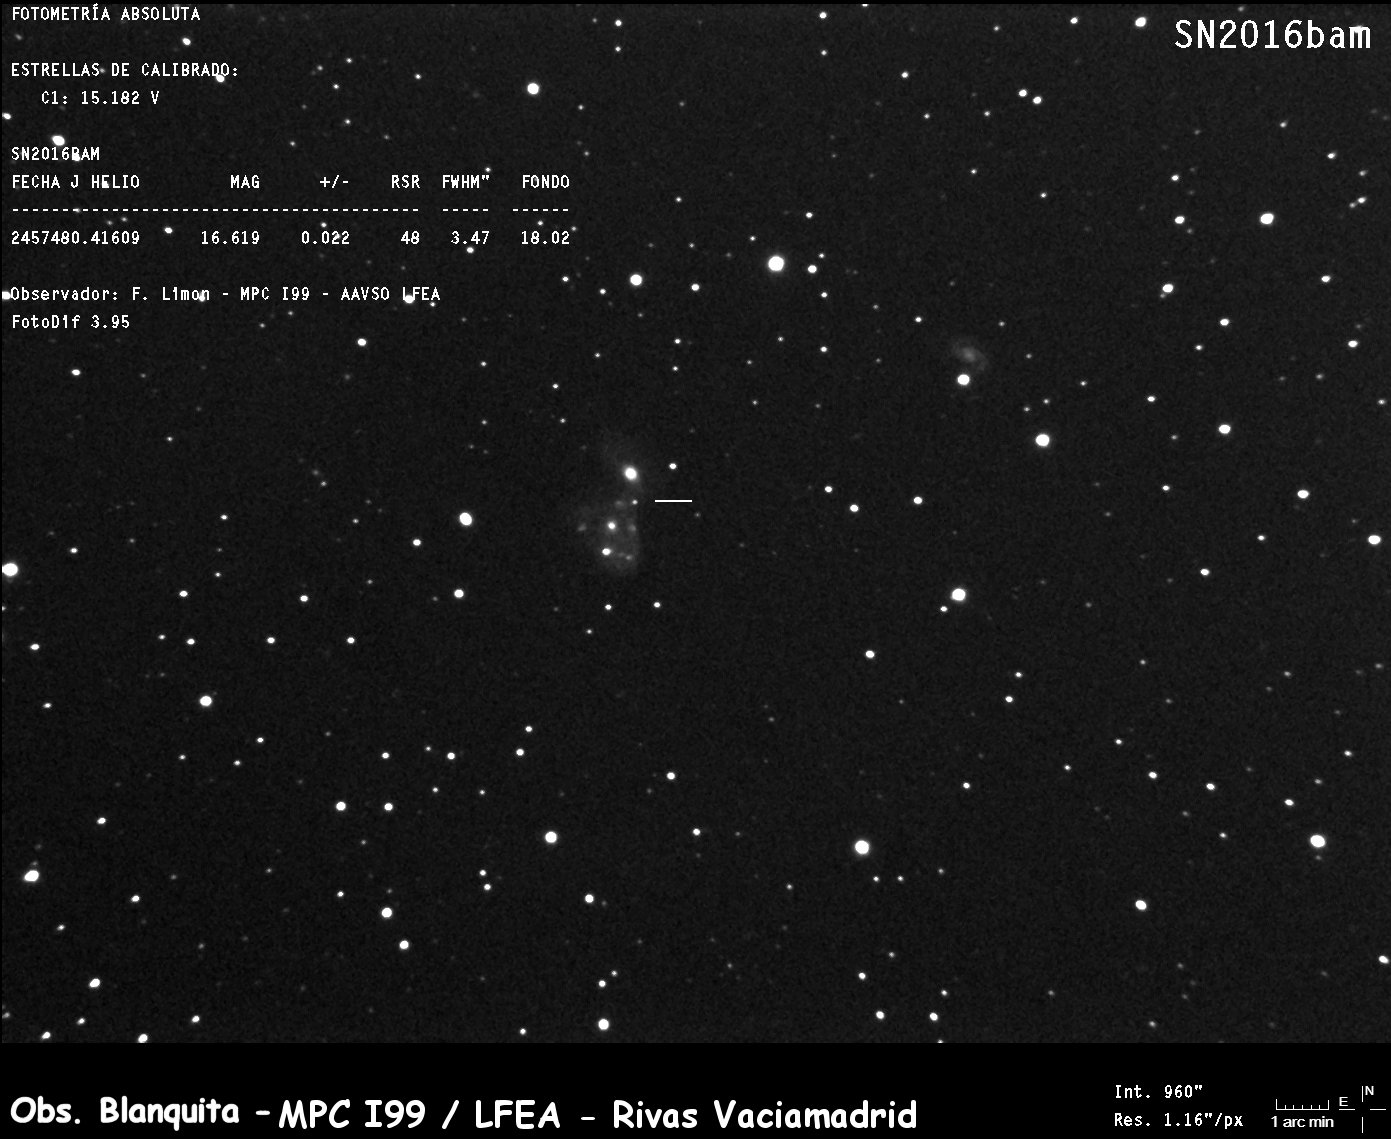 FOTOMETRÍA ABSOLUTA
SN2016bam
ESTRELLAS DE CALIBRADO:
C1: 15.182 V
SN2016BAM
FECHA J HELIO MAG +/- RSR FWHM" FONDO
------------------------------------------ ----- ------
2457480.41609 16.619 0.022 48 3.47 18.02
Observador: F. Limon - MPC I99 - AAVSO LFEA
FotoDif 3.95
Obs. Blanquita - MPC I99 / LFEA - Rivas Vaciamadrid
Int. 960"
Res. 1.16"/px
1 arc min
E
N